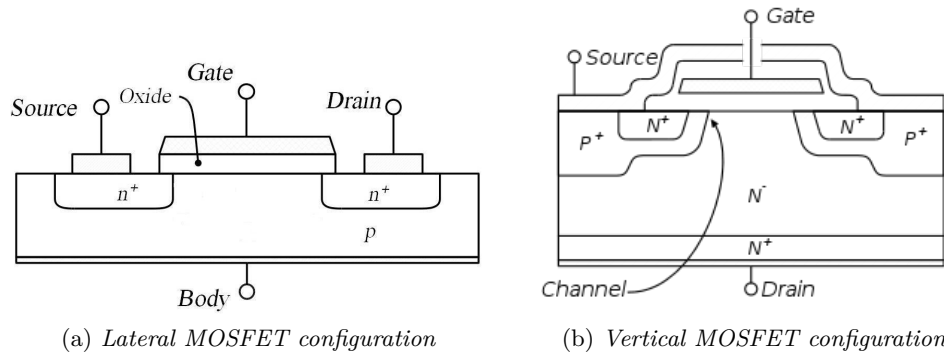 Source
Oxide
Gate
Drain
n+
n+
p
Body
(a) Lateral MOSFET configuration
Gate
Source
P+
N+
N+
P+
N-
N+
Channel
Drain
(b) Vertical MOSFET configuration